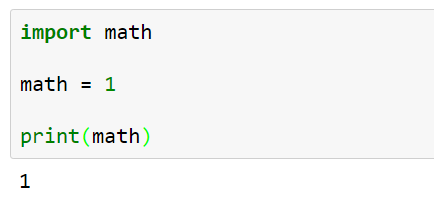 import math
math = 1
print(math)
1